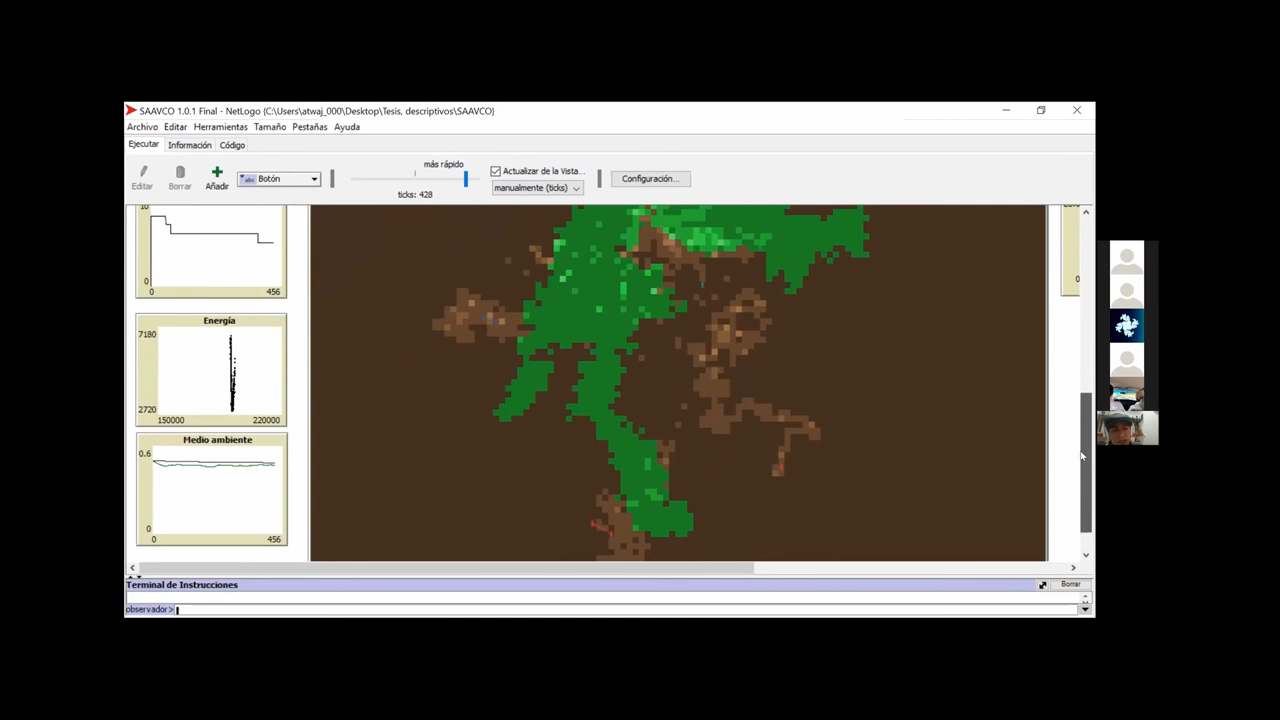 SAAVCO 1.0.1 Final - NetLogo {C:\Users\atwaj_000\Desktop\Tesis, descriptivos\SAAVCO}
Archivo Editar Herramientas Tamaño Pestañas Ayuda
Ejecutar Información Código
Editar Borrar Añadir abc Botón
más rápido
ticks: 428
Actualizar de la Vista...
manualmente (ticks)
Configuración...
10
0
0 456
Energía
7180
2720
150000 220000
Medio ambiente
0.6
0
0 456
0
Terminal de Instrucciones Borrar
observador>